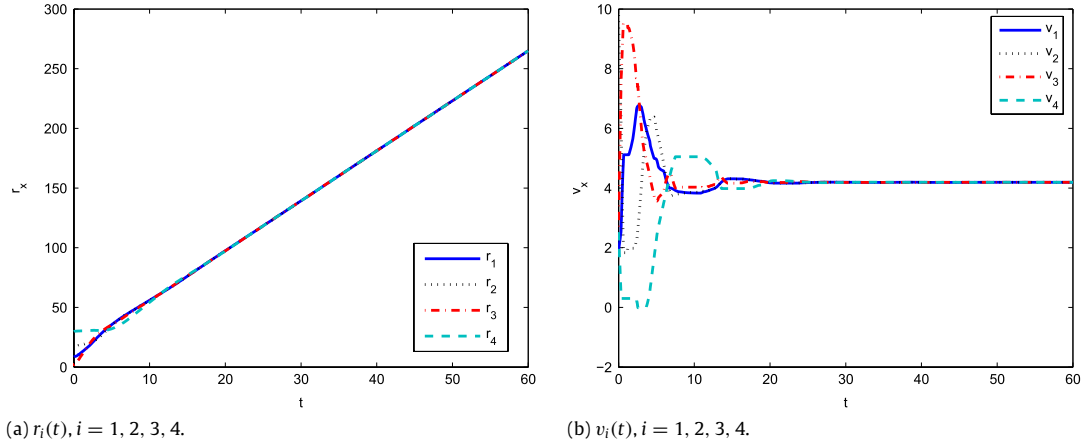 300
250
200
150
100
50
0
r_x
0 10 20 30 40 50 60
t
r_1
r_2
r_3
r_4
(a) r_i(t), i = 1, 2, 3, 4.
10
8
6
4
2
0
−2
v_x
0 10 20 30 40 50 60
t
v_1
v_2
v_3
v_4
(b) v_i(t), i = 1, 2, 3, 4.